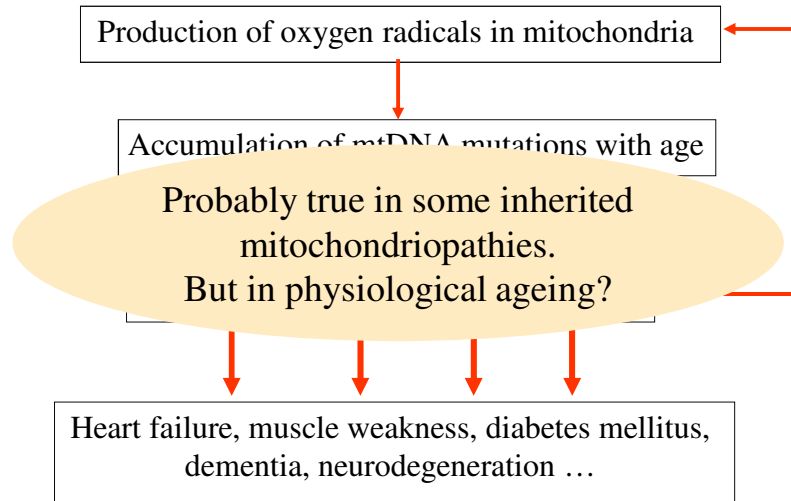 Production of oxygen radicals in mitochondria
Accumulation of mtDNA mutations with age
Probably true in some inherited
mitochondriopathies.
But in physiological ageing?
Heart failure, muscle weakness, diabetes mellitus,
dementia, neurodegeneration …